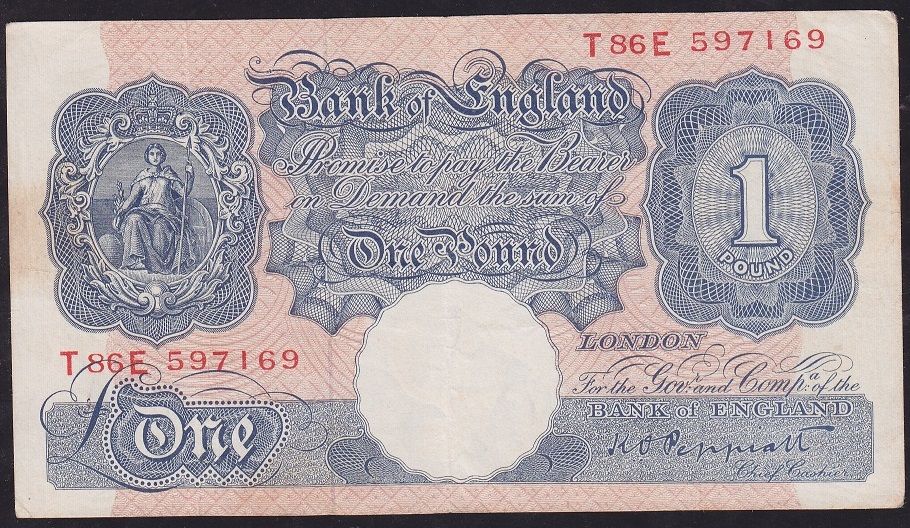 T86E 597169
Bank of England
Promise to pay the Bearer
on Demand the sum of
One Pound
1
POUND
LONDON
T86E 597169
For the Govr. and Compa. of the
BANK of ENGLAND
£One
K O Peppiatt
Chief Cashier